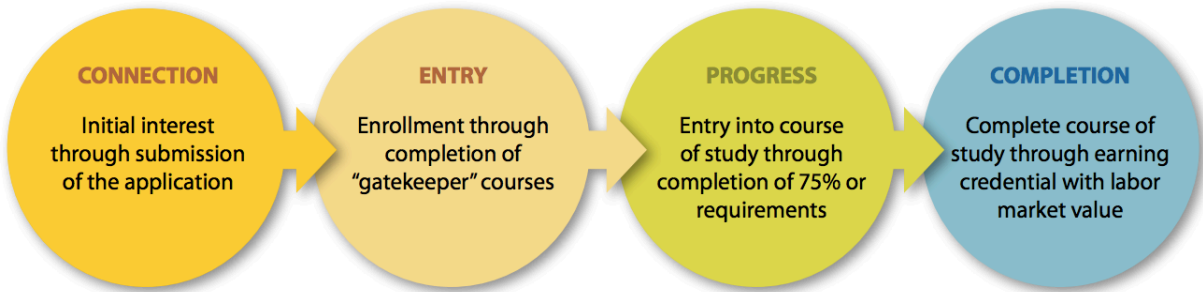 CONNECTION
Initial interest
through submission
of the application
ENTRY
Enrollment through
completion of
“gatekeeper” courses
PROGRESS
Entry into course
of study through
completion of 75% or
requirements
COMPLETION
Complete course of
study through earning
credential with labor
market value